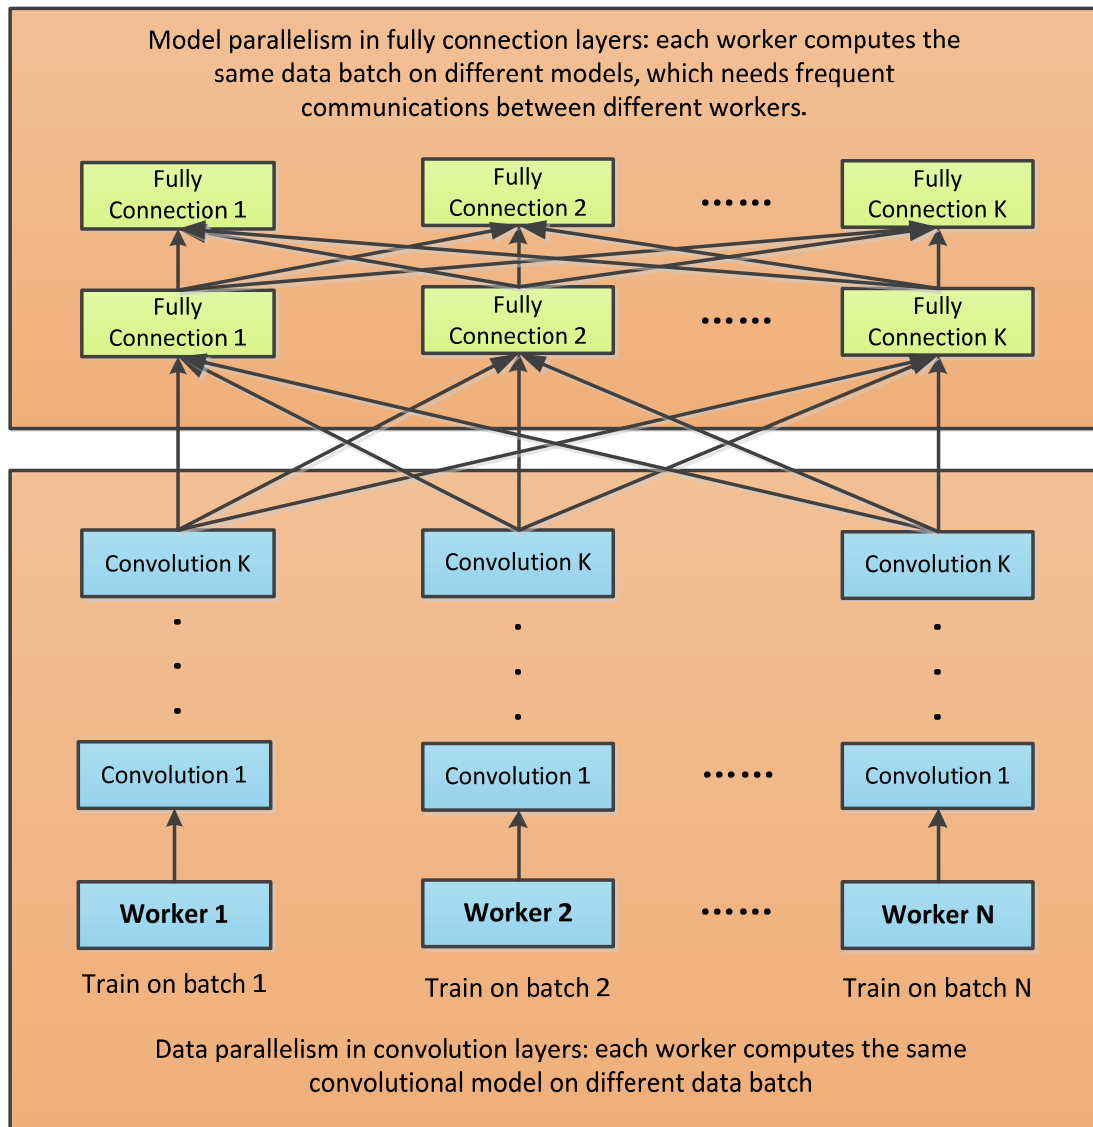 Model parallelism in fully connection layers: each worker computes the
same data batch on different models, which needs frequent
communications between different workers.
Fully
Connection 1
Fully
Connection 2
......
Fully
Connection K
Fully
Connection 1
Fully
Connection 2
......
Fully
Connection K
Convolution K
Convolution K
Convolution K
Convolution 1
Convolution 1
......
Convolution 1
Worker 1
Worker 2
......
Worker N
Train on batch 1
Train on batch 2
Train on batch N
Data parallelism in convolution layers: each worker computes the same
convolutional model on different data batch